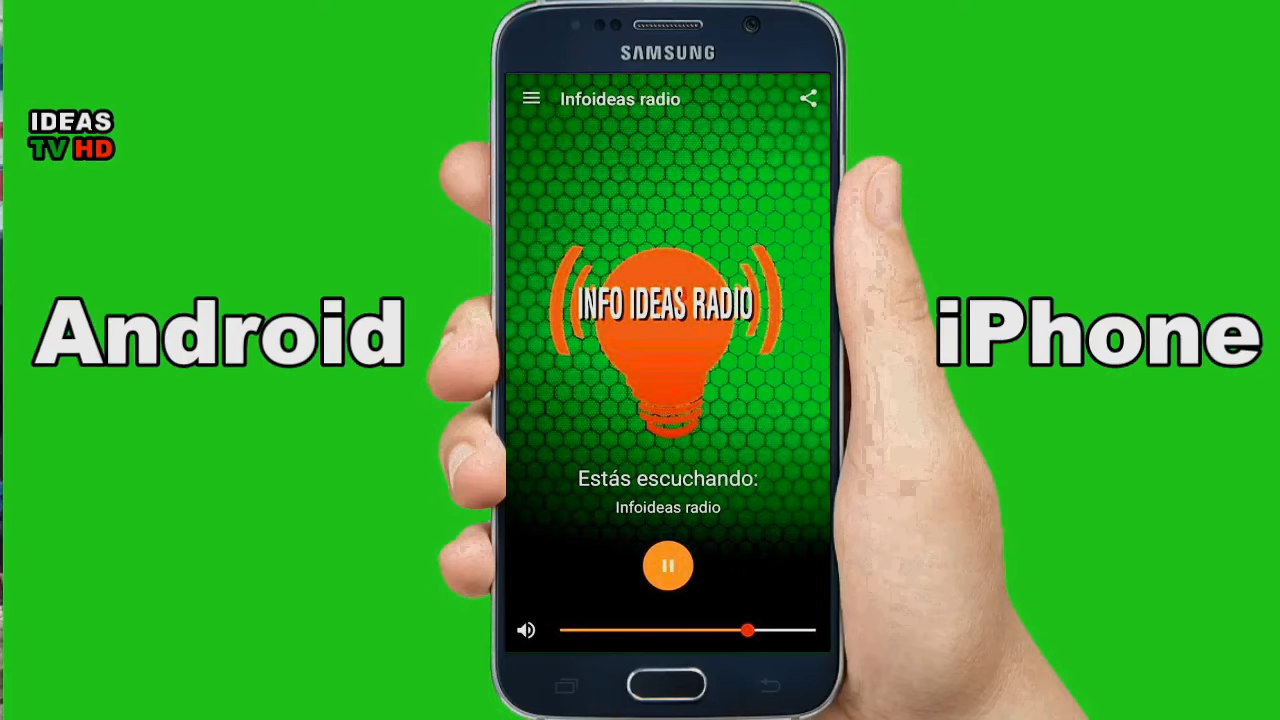 SAMSUNG
Infoideas radio
IDEAS
TV HD
INFO IDEAS RADIO
Android
iPhone
Estás escuchando:
Infoideas radio